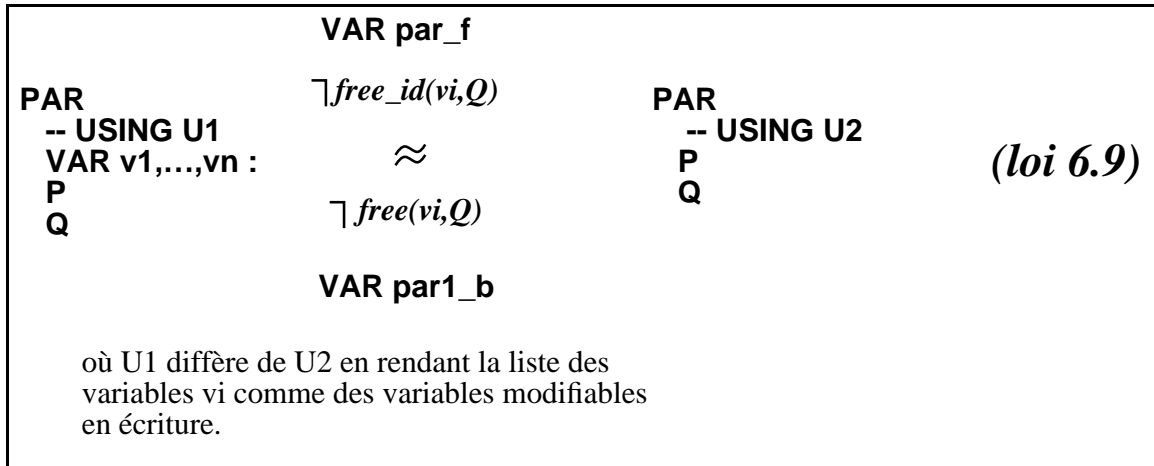 VAR par_f
¬free_id(vi,Q)
PAR
-- USING U1
VAR v1,…,vn :
P
Q
≈
¬ free(vi,Q)
VAR par1_b
PAR
-- USING U2
P
Q
(loi 6.9)
où U1 diffère de U2 en rendant la liste des
variables vi comme des variables modifiables
en écriture.